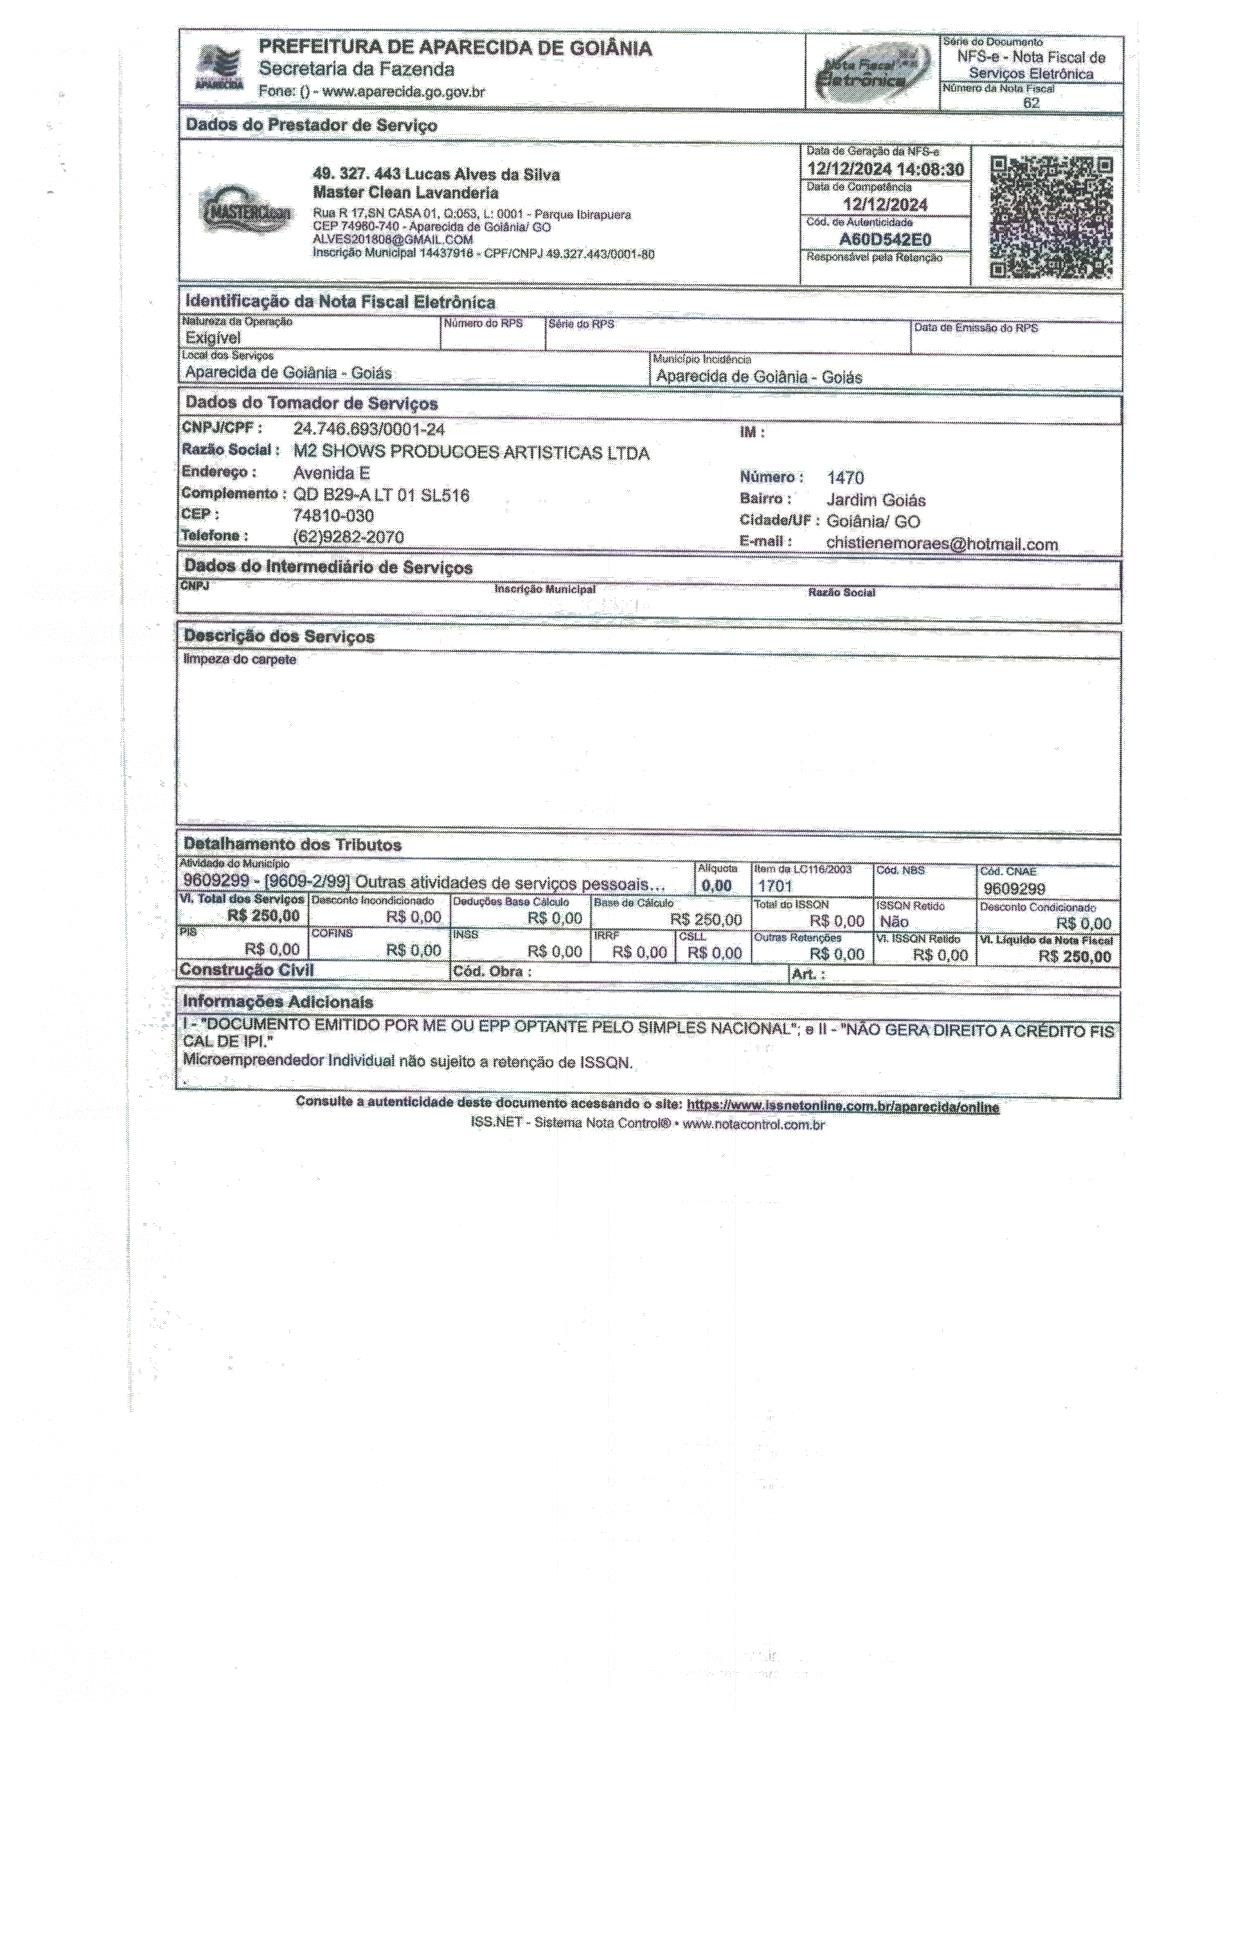 PREFEITURA DE APARECIDA DE GOIÂNIA
Secretaria da Fazenda
Fone: () - www.aparecida.go.gov.br
APARECIDA
Nota Fiscal
Eletrônica
Série do Documento
NFS-e - Nota Fiscal de
Serviços Eletrônica
Número da Nota Fiscal
62
Dados do Prestador de Serviço
MASTERClean
49. 327. 443 Lucas Alves da Silva
Master Clean Lavanderia
Rua R 17,SN CASA 01, Q:053, L: 0001 - Parque Ibirapuera
CEP 74960-740 - Aparecida de Goiânia/ GO
ALVES201808@GMAIL.COM
Inscrição Municipal 14437916 - CPF/CNPJ 49.327.443/0001-80
Data de Geração da NFS-e
12/12/2024 14:08:30
Data de Competência
12/12/2024
Cód. de Autenticidade
A60D542E0
Responsável pela Retenção
Identificação da Nota Fiscal Eletrônica
Natureza da Operação Número do RPS Série do RPS Data de Emissão do RPS
Exigível
Local dos Serviços Município Incidência
Aparecida de Goiânia - Goiás Aparecida de Goiânia - Goiás
Dados do Tomador de Serviços
CNPJ/CPF : 24.746.693/0001-24 IM :
Razão Social : M2 SHOWS PRODUCOES ARTISTICAS LTDA
Endereço : Avenida E Número : 1470
Complemento : QD B29-A LT 01 SL516 Bairro : Jardim Goiás
CEP : 74810-030 Cidade/UF : Goiânia/ GO
Telefone : (62)9282-2070 E-mail : chistienemoraes@hotmail.com
Dados do Intermediário de Serviços
CNPJ Inscrição Municipal Razão Social
Descrição dos Serviços
limpeza do carpete
Detalhamento dos Tributos
Atividade do Município Alíquota Item da LC116/2003 Cód. NBS Cód. CNAE
9609299 - [9609-2/99] Outras atividades de serviços pessoais... 0,00 1701 9609299
Vl. Total dos Serviços Desconto Incondicionado Deduções Base Cálculo Base de Cálculo Total do ISSQN ISSQN Retido Desconto Condicionado
R$ 250,00 R$ 0,00 R$ 0,00 R$ 250,00 R$ 0,00 Não R$ 0,00
PIS COFINS INSS IRRF CSLL Outras Retenções Vl. ISSQN Retido Vl. Líquido da Nota Fiscal
R$ 0,00 R$ 0,00 R$ 0,00 R$ 0,00 R$ 0,00 R$ 0,00 R$ 0,00 R$ 250,00
Construção Civil Cód. Obra : Art. :
Informações Adicionais
I - "DOCUMENTO EMITIDO POR ME OU EPP OPTANTE PELO SIMPLES NACIONAL"; e II - "NÃO GERA DIREITO A CRÉDITO FIS
CAL DE IPI."
Microempreendedor Individual não sujeito a retenção de ISSQN.
.
Consulte a autenticidade deste documento acessando o site: https://www.issnetonline.com.br/aparecida/online
ISS.NET - Sistema Nota Control® • www.notacontrol.com.br